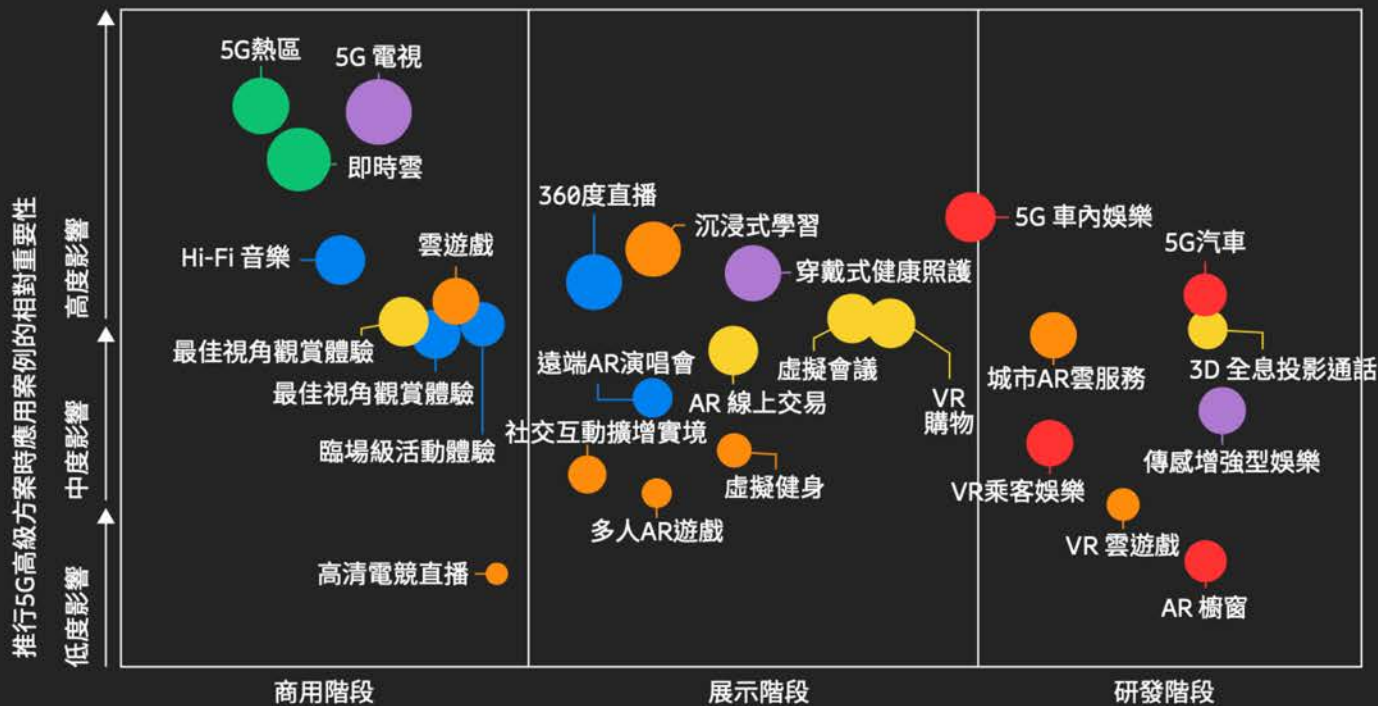 推行5G高級方案時應用案例的相對重要性
高度影響
中度影響
低度影響
5G熱區
5G 電視
即時雲
Hi-Fi 音樂
雲遊戲
最佳視角觀賞體驗
最佳視角觀賞體驗
臨場級活動體驗
高清電競直播
360度直播
沉浸式學習
穿戴式健康照護
遠端AR演唱會
AR 線上交易
虛擬會議
VR
購物
社交互動擴增實境
虛擬健身
多人AR遊戲
5G 車內娛樂
5G汽車
城市AR雲服務
3D 全息投影通話
VR乘客娛樂
傳感增強型娛樂
VR 雲遊戲
AR 櫥窗
商用階段
展示階段
研發階段